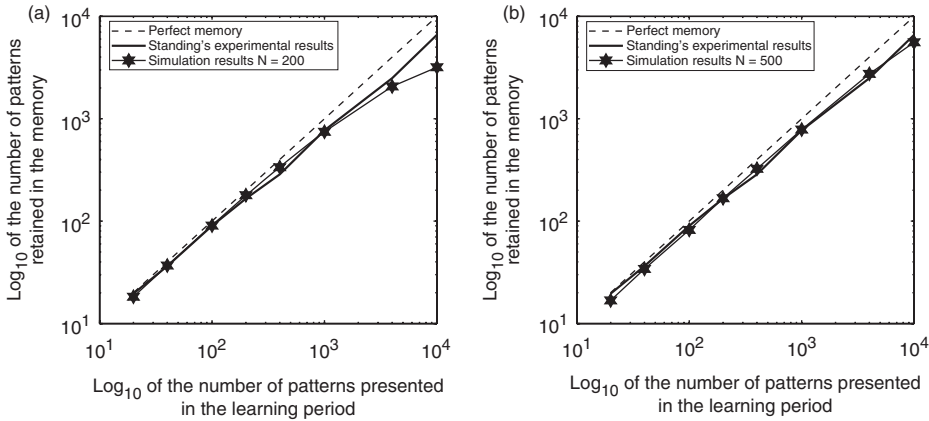 (a)
Perfect memory
Standing's experimental results
Simulation results N = 200
10^4
10^3
10^2
10^1
Log10 of the number of patterns
retained in the memory
10^1 10^2 10^3 10^4
Log10 of the number of patterns presented
in the learning period
(b)
Perfect memory
Standing's experimental results
Simulation results N = 500
10^4
10^3
10^2
10^1
Log10 of the number of patterns
retained in the memory
10^1 10^2 10^3 10^4
Log10 of the number of patterns presented
in the learning period